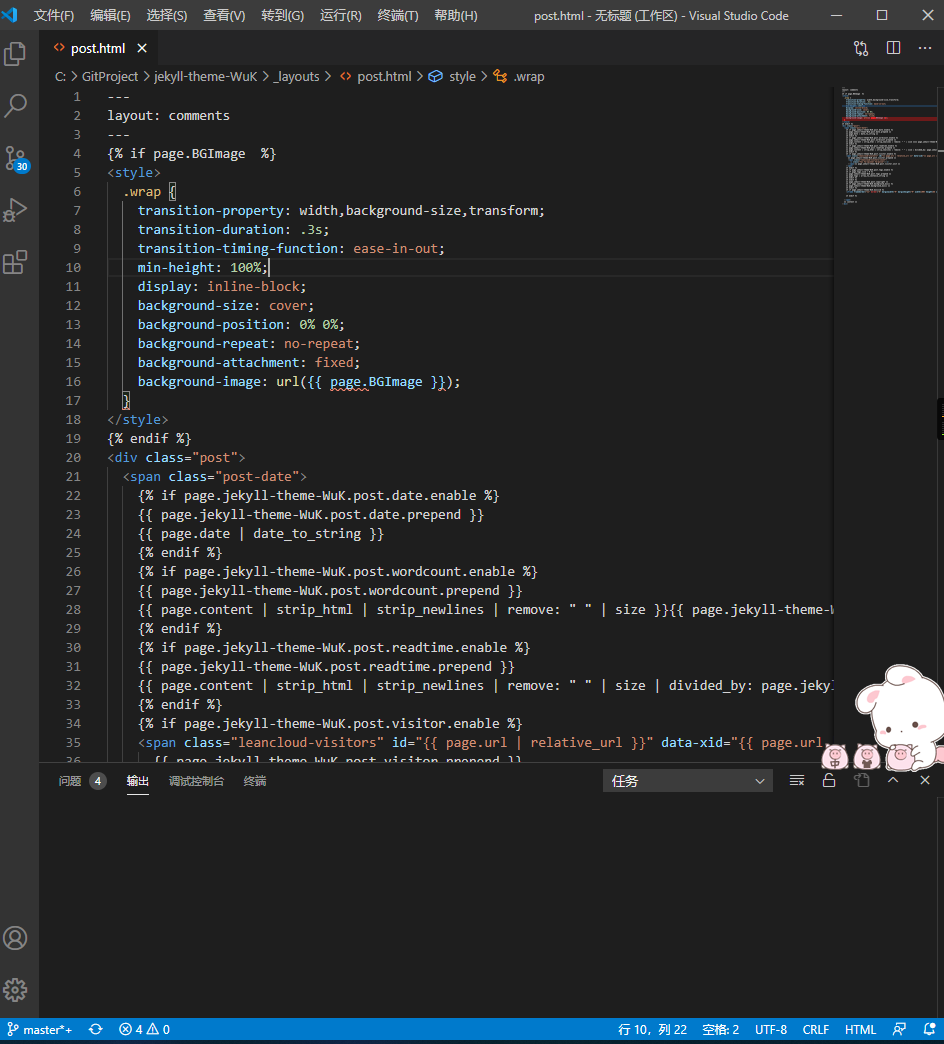 文件(F) 编辑(E) 选择(S) 查看(V) 转到(G) 运行(R) 终端(T) 帮助(H) post.html - 无标题 (工作区) - Visual Studio Code
post.html
C: > GitProject > jekyll-theme-WuK > _layouts > post.html > style > .wrap
1 ---
2 layout: comments
3 ---
4 {% if page.BGImage  %}
5 <style>
6   .wrap {
7     transition-property: width,background-size,transform;
8     transition-duration: .3s;
9     transition-timing-function: ease-in-out;
10     min-height: 100%;
11     display: inline-block;
12     background-size: cover;
13     background-position: 0% 0%;
14     background-repeat: no-repeat;
15     background-attachment: fixed;
16     background-image: url({{ page.BGImage }});
17   }
18 </style>
19 {% endif %}
20 <div class="post">
21   <span class="post-date">
22     {% if page.jekyll-theme-WuK.post.date.enable %}
23     {{ page.jekyll-theme-WuK.post.date.prepend }}
24     {{ page.date | date_to_string }}
25     {% endif %}
26     {% if page.jekyll-theme-WuK.post.wordcount.enable %}
27     {{ page.jekyll-theme-WuK.post.wordcount.prepend }}
28     {{ page.content | strip_html | strip_newlines | remove: " " | size }}{{ page.jekyll-theme-W
29     {% endif %}
30     {% if page.jekyll-theme-WuK.post.readtime.enable %}
31     {{ page.jekyll-theme-WuK.post.readtime.prepend }}
32     {{ page.content | strip_html | strip_newlines | remove: " " | size | divided_by: page.jekyl
33     {% endif %}
34     {% if page.jekyll-theme-WuK.post.visitor.enable %}
35     <span class="leancloud-visitors" id="{{ page.url | relative_url }}" data-xid="{{ page.url
36       {{ page.jekyll-theme-WuK.post.visitor.prepend }}
30
中
问题 4 输出 调试控制台 终端 任务
master*+ 4 0 行 10，列 22 空格: 2 UTF-8 CRLF HTML